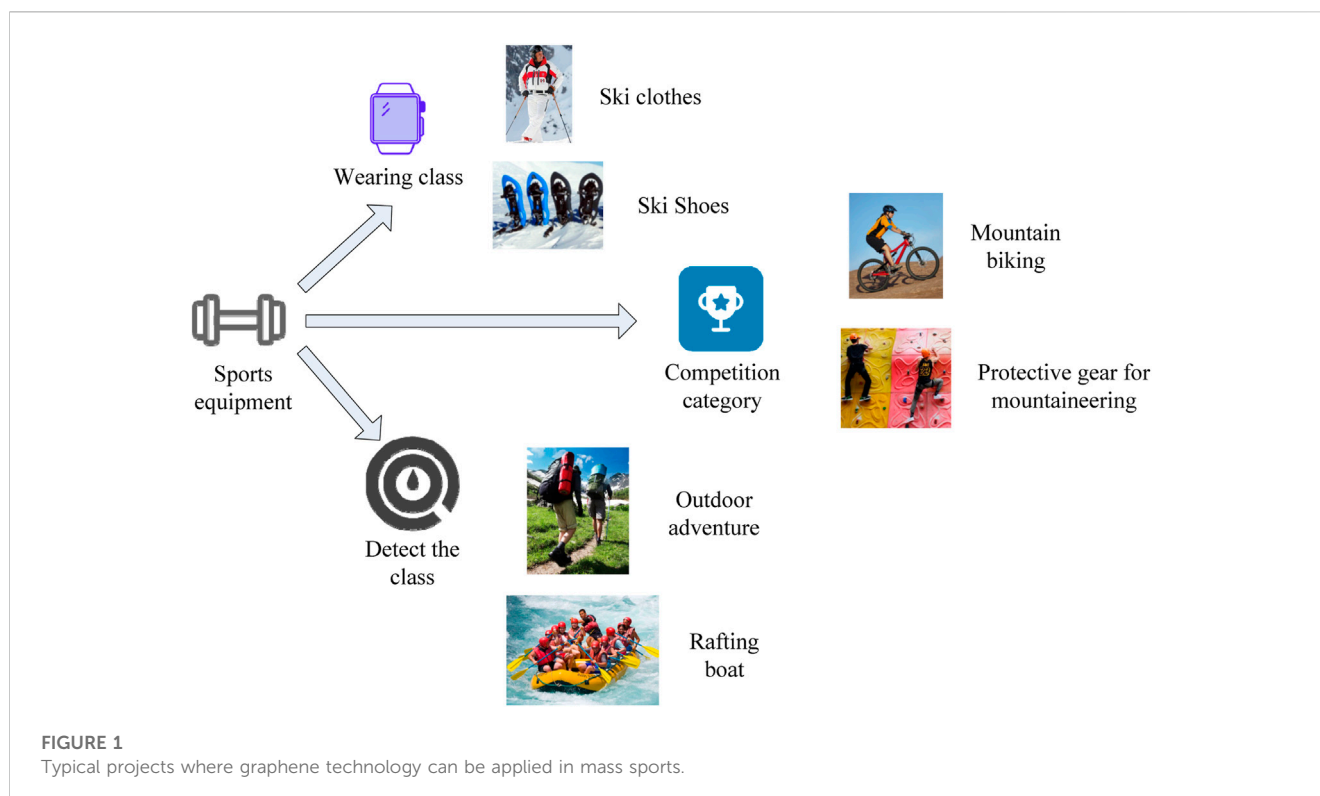 Ski clothes
Wearing class
Ski Shoes
Mountain
biking
Sports
equipment
Competition
category
Protective gear for
mountaineering
Detect the
class
Outdoor
adventure
Rafting
boat
FIGURE 1
Typical projects where graphene technology can be applied in mass sports.